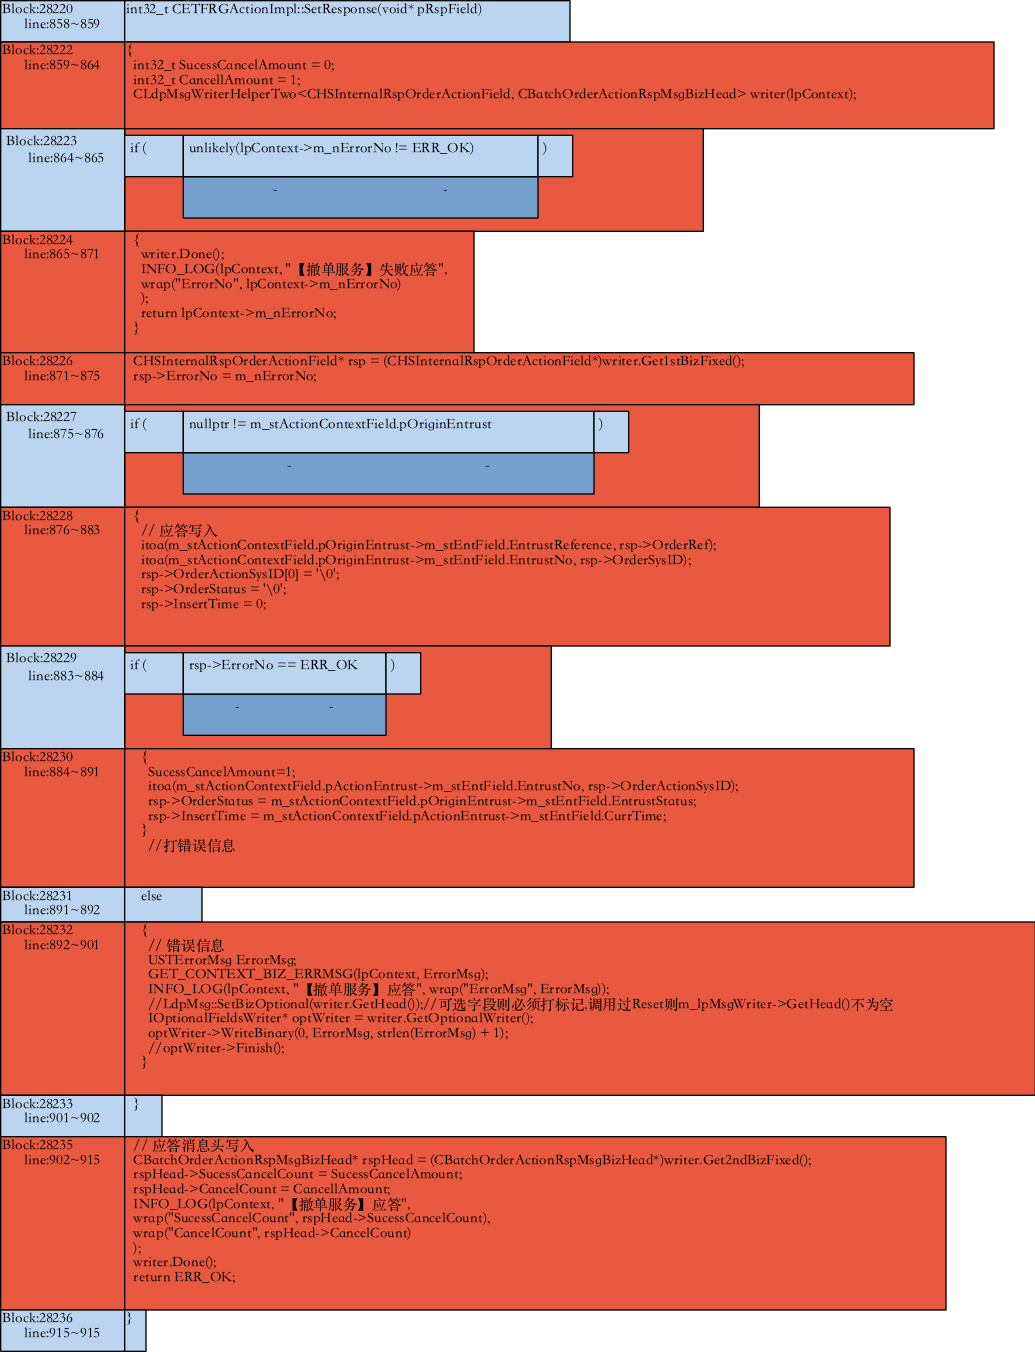 Block:28220
line:858~859
int32_t CETFRGActionImpl::SetResponse(void* pRspField)
Block:28222
line:859~864
{
int32_t SucessCancelAmount = 0;
int32_t CancellAmount = 1;
CLdpMsgWriterHelperTwo<CHSInternalRspOrderActionField, CBatchOrderActionRspMsgBizHead> writer(lpContext);
Block:28223
line:864~865
if ( unlikely(lpContext->m_nErrorNo != ERR_OK) )
- -
Block:28224
line:865~871
{
writer.Done();
INFO_LOG(lpContext, "【撤单服务】失败应答",
wrap("ErrorNo", lpContext->m_nErrorNo)
);
return lpContext->m_nErrorNo;
}
Block:28226
line:871~875
CHSInternalRspOrderActionField* rsp = (CHSInternalRspOrderActionField*)writer.Get1stBizFixed();
rsp->ErrorNo = m_nErrorNo;
Block:28227
line:875~876
if ( nullptr != m_stActionContextField.pOriginEntrust )
- -
Block:28228
line:876~883
{
// 应答写入
itoa(m_stActionContextField.pOriginEntrust->m_stEntField.EntrustReference, rsp->OrderRef);
itoa(m_stActionContextField.pOriginEntrust->m_stEntField.EntrustNo, rsp->OrderSysID);
rsp->OrderActionSysID[0] = '\0';
rsp->OrderStatus = '\0';
rsp->InsertTime = 0;
Block:28229
line:883~884
if ( rsp->ErrorNo == ERR_OK )
- -
Block:28230
line:884~891
{
SucessCancelAmount=1;
itoa(m_stActionContextField.pActionEntrust->m_stEntField.EntrustNo, rsp->OrderActionSysID);
rsp->OrderStatus = m_stActionContextField.pOriginEntrust->m_stEntField.EntrustStatus;
rsp->InsertTime = m_stActionContextField.pActionEntrust->m_stEntField.CurrTime;
}
//打错误信息
Block:28231
line:891~892
else
Block:28232
line:892~901
{
// 错误信息
USTErrorMsg ErrorMsg;
GET_CONTEXT_BIZ_ERRMSG(lpContext, ErrorMsg);
INFO_LOG(lpContext, "【撤单服务】应答", wrap("ErrorMsg", ErrorMsg));
//LdpMsg::SetBizOptional(writer.GetHead());//可选字段则必须打标记,调用过Reset则m_lpMsgWriter->GetHead()不为空
IOptionalFieldsWriter* optWriter = writer.GetOptionalWriter();
optWriter->WriteBinary(0, ErrorMsg, strlen(ErrorMsg) + 1);
//optWriter->Finish();
}
Block:28233
line:901~902
}
Block:28235
line:902~915
// 应答消息头写入
CBatchOrderActionRspMsgBizHead* rspHead = (CBatchOrderActionRspMsgBizHead*)writer.Get2ndBizFixed();
rspHead->SucessCancelCount = SucessCancelAmount;
rspHead->CancelCount = CancellAmount;
INFO_LOG(lpContext, "【撤单服务】应答",
wrap("SucessCancelCount", rspHead->SucessCancelCount),
wrap("CancelCount", rspHead->CancelCount)
);
writer.Done();
return ERR_OK;
Block:28236
line:915~915
}